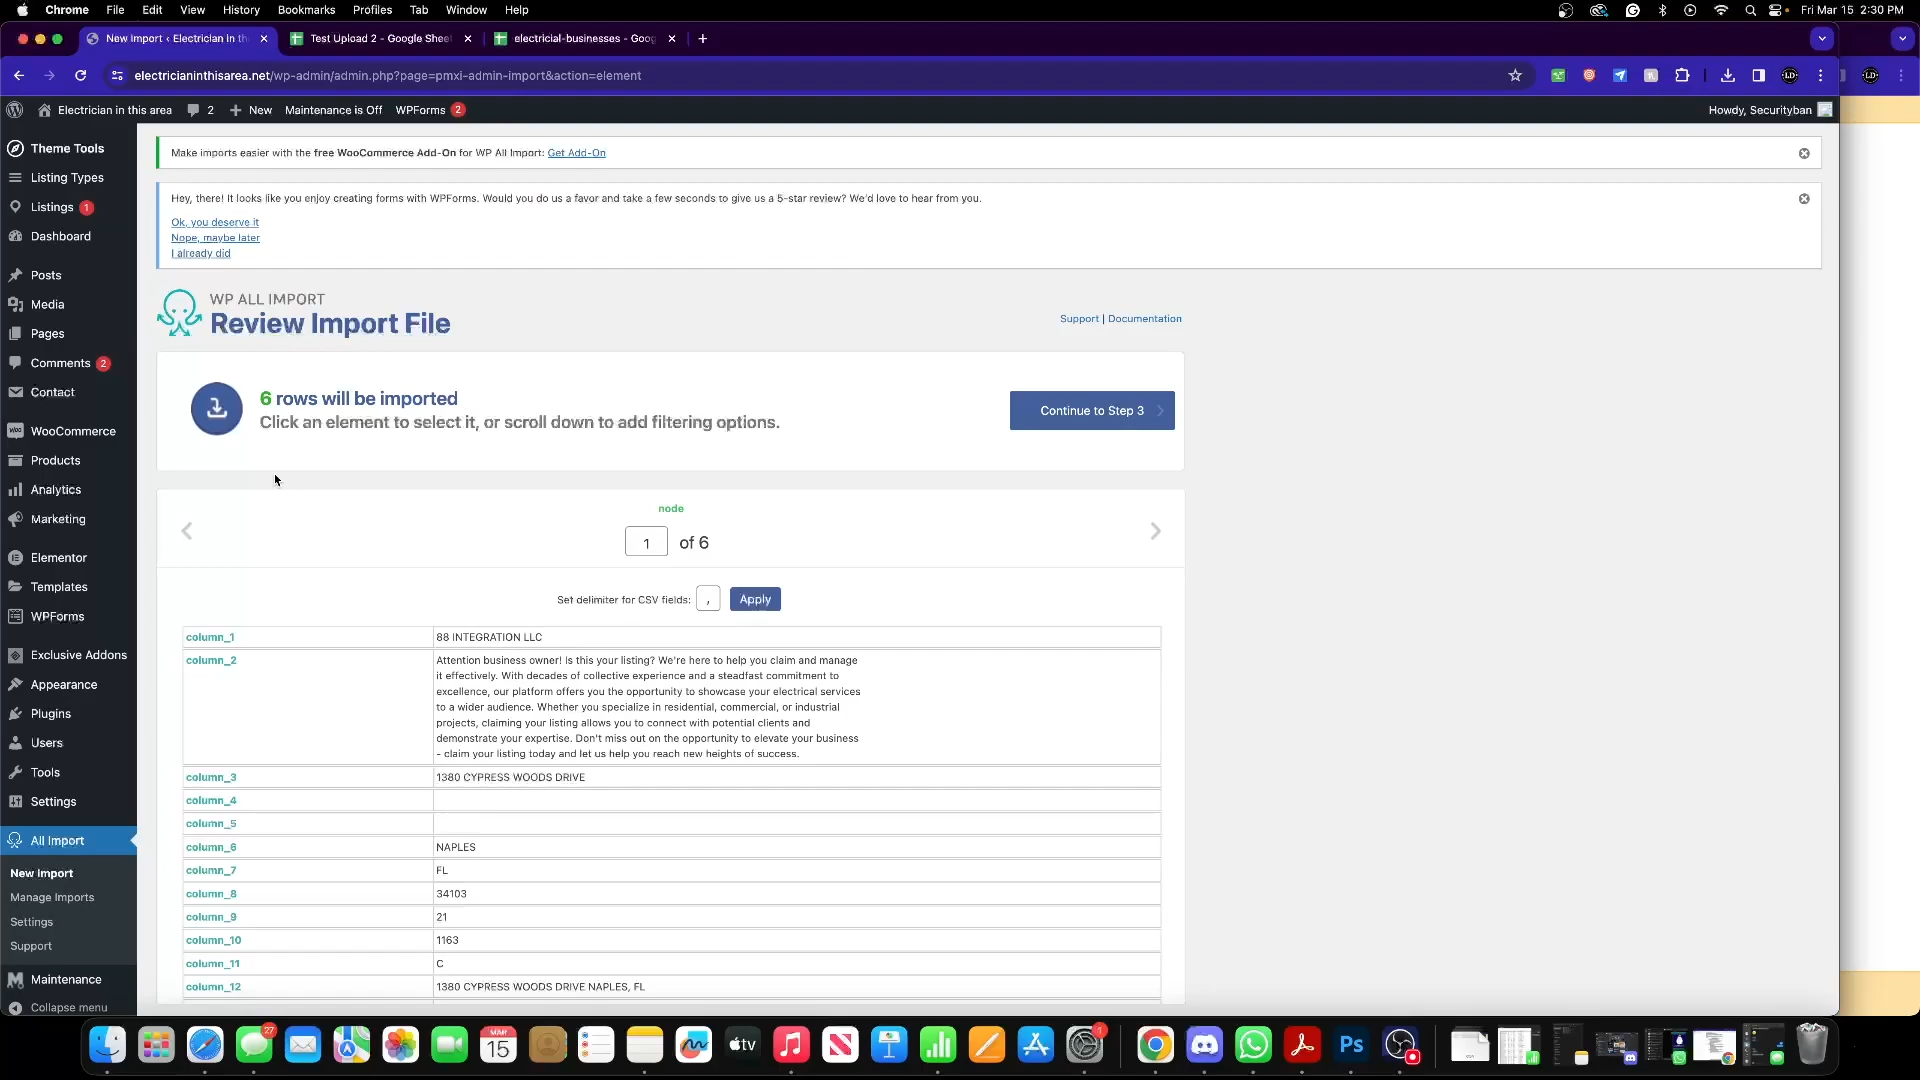 Chrome File Edit View History Bookmarks Profiles Tab Window Help Fri Mar 15 2:30 PM
New Import ‹ Electrician in th Test Upload 2 - Google Shee electricial-businesses - Goog
electricianinthisarea.net/wp-admin/admin.php?page=pmxi-admin-import&action=element
Electrician in this area 2 New Maintenance is Off WPForms 2 Howdy, Securityban
Theme Tools
Listing Types
Listings 1
Dashboard
Posts
Media
Pages
Comments 2
Contact
WooCommerce
Products
Analytics
Marketing
Elementor
Templates
WPForms
Exclusive Addons
Appearance
Plugins
Users
Tools
Settings
All Import
New Import
Manage Imports
Settings
Support
Maintenance
Collapse menu
Make imports easier with the free WooCommerce Add-On for WP All Import: Get Add-On
Hey, there! It looks like you enjoy creating forms with WPForms. Would you do us a favor and take a few seconds to give us a 5-star review? We'd love to hear from you.
Ok, you deserve it
Nope, maybe later
I already did
WP ALL IMPORT
Review Import File
Support | Documentation
6 rows will be imported
Click an element to select it, or scroll down to add filtering options.
Continue to Step 3
node
1 of 6
Set delimiter for CSV fields: , Apply
column_1 88 INTEGRATION LLC
column_2 Attention business owner! Is this your listing? We're here to help you claim and manage
it effectively. With decades of collective experience and a steadfast commitment to
excellence, our platform offers you the opportunity to showcase your electrical services
to a wider audience. Whether you specialize in residential, commercial, or industrial
projects, claiming your listing allows you to connect with potential clients and
demonstrate your expertise. Don't miss out on the opportunity to elevate your business
- claim your listing today and let us help you reach new heights of success.
column_3 1380 CYPRESS WOODS DRIVE
column_4
column_5
column_6 NAPLES
column_7 FL
column_8 34103
column_9 21
column_10 1163
column_11 C
column_12 1380 CYPRESS WOODS DRIVE NAPLES, FL
27
MAR
15
tv
1
Ps